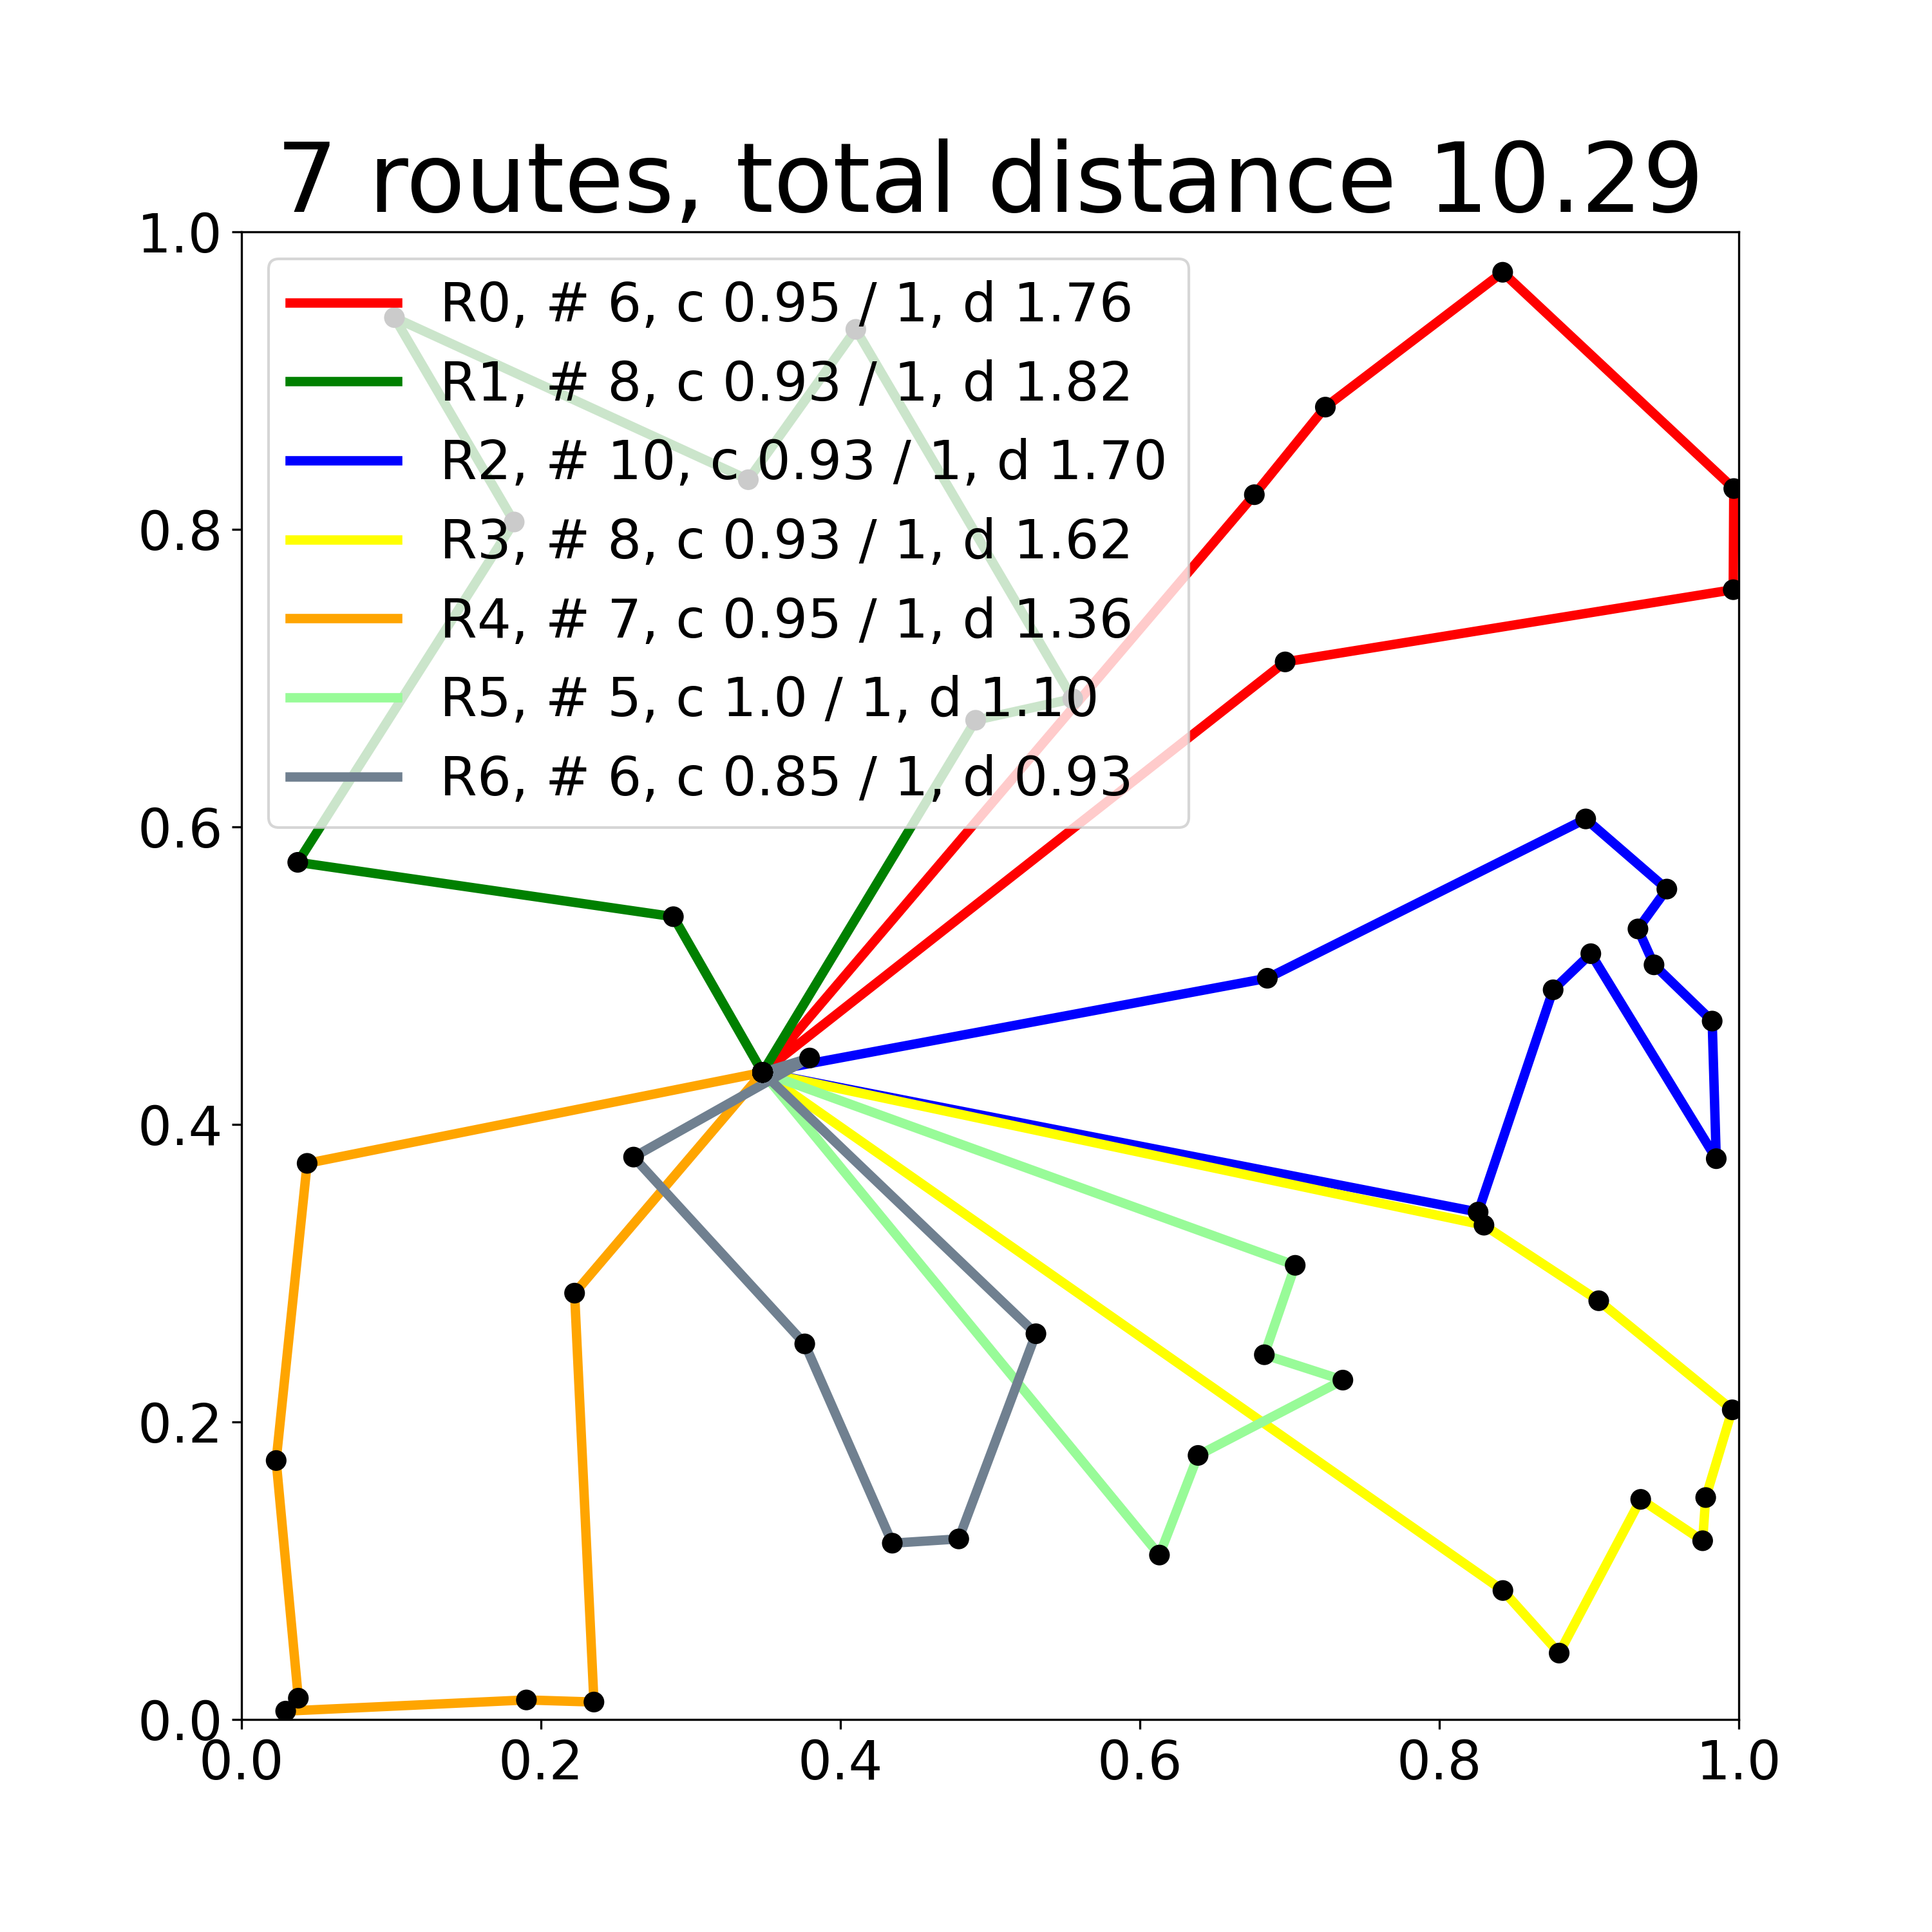 7 routes, total distance 10.29
1.0
R0, # 6, c 0.95 / 1, d 1.76
R1, # 8, c 0.93 / 1, d 1.82
R2, # 10, c 0.93 / 1, d 1.70
0.8
R3, # 8, c 0.93 / 1, d 1.62
R4, # 7, c 0.95 / 1, d 1.36
R5, # 5, c 1.0 / 1, d 1.10
R6, # 6, c 0.85 / 1, d 0.93
0.6
0.4
0.2
0.0
0.0 0.2 0.4 0.6 0.8 1.0